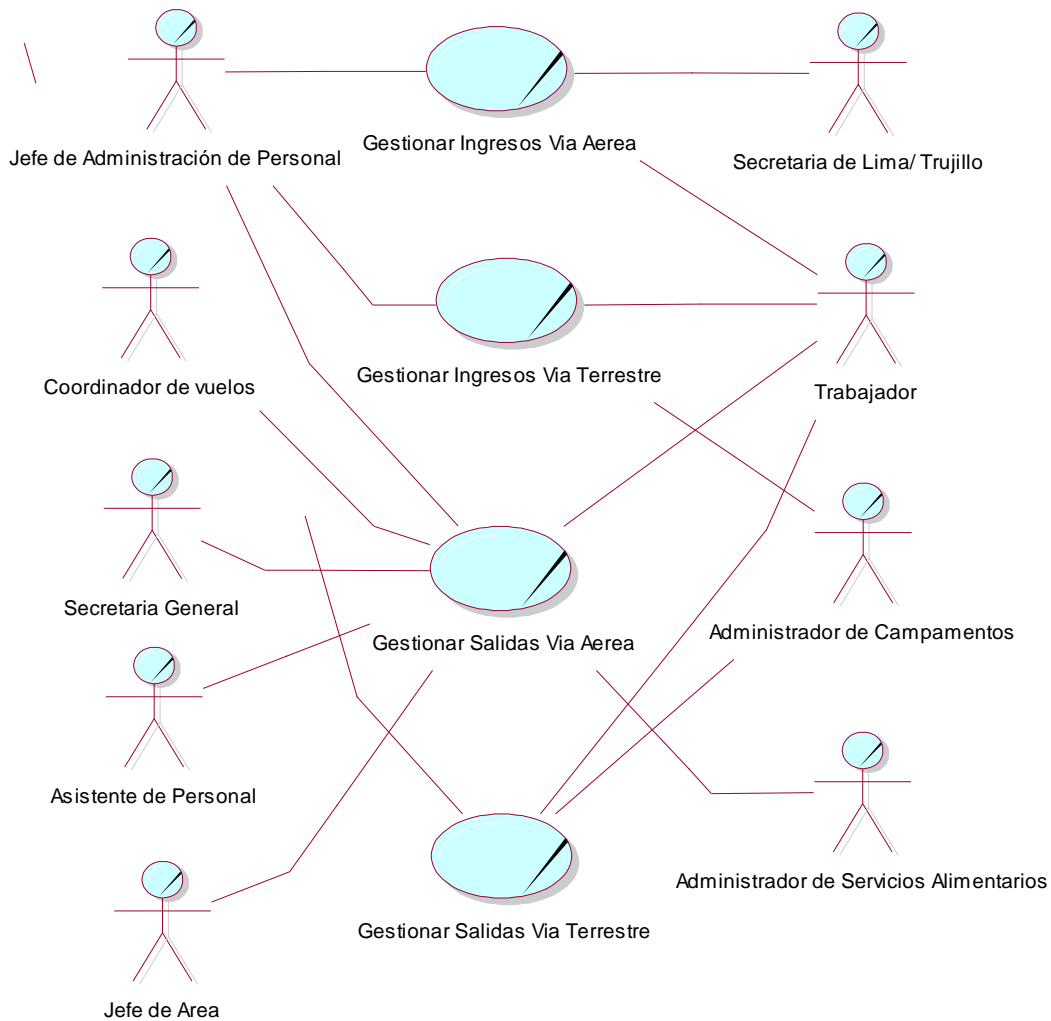 Jefe de Administración de Personal
Gestionar Ingresos Via Aerea
Secretaria de Lima/ Trujillo
Coordinador de vuelos
Gestionar Ingresos Via Terrestre
Trabajador
Secretaria General
Gestionar Salidas Via Aerea
Administrador de Campamentos
Asistente de Personal
Administrador de Servicios Alimentarios
Gestionar Salidas Via Terrestre
Jefe de Area